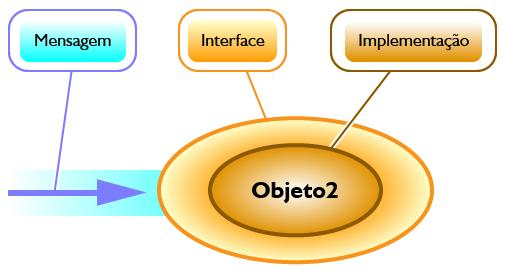 Mensagem
Interface
Implementação
Objeto2